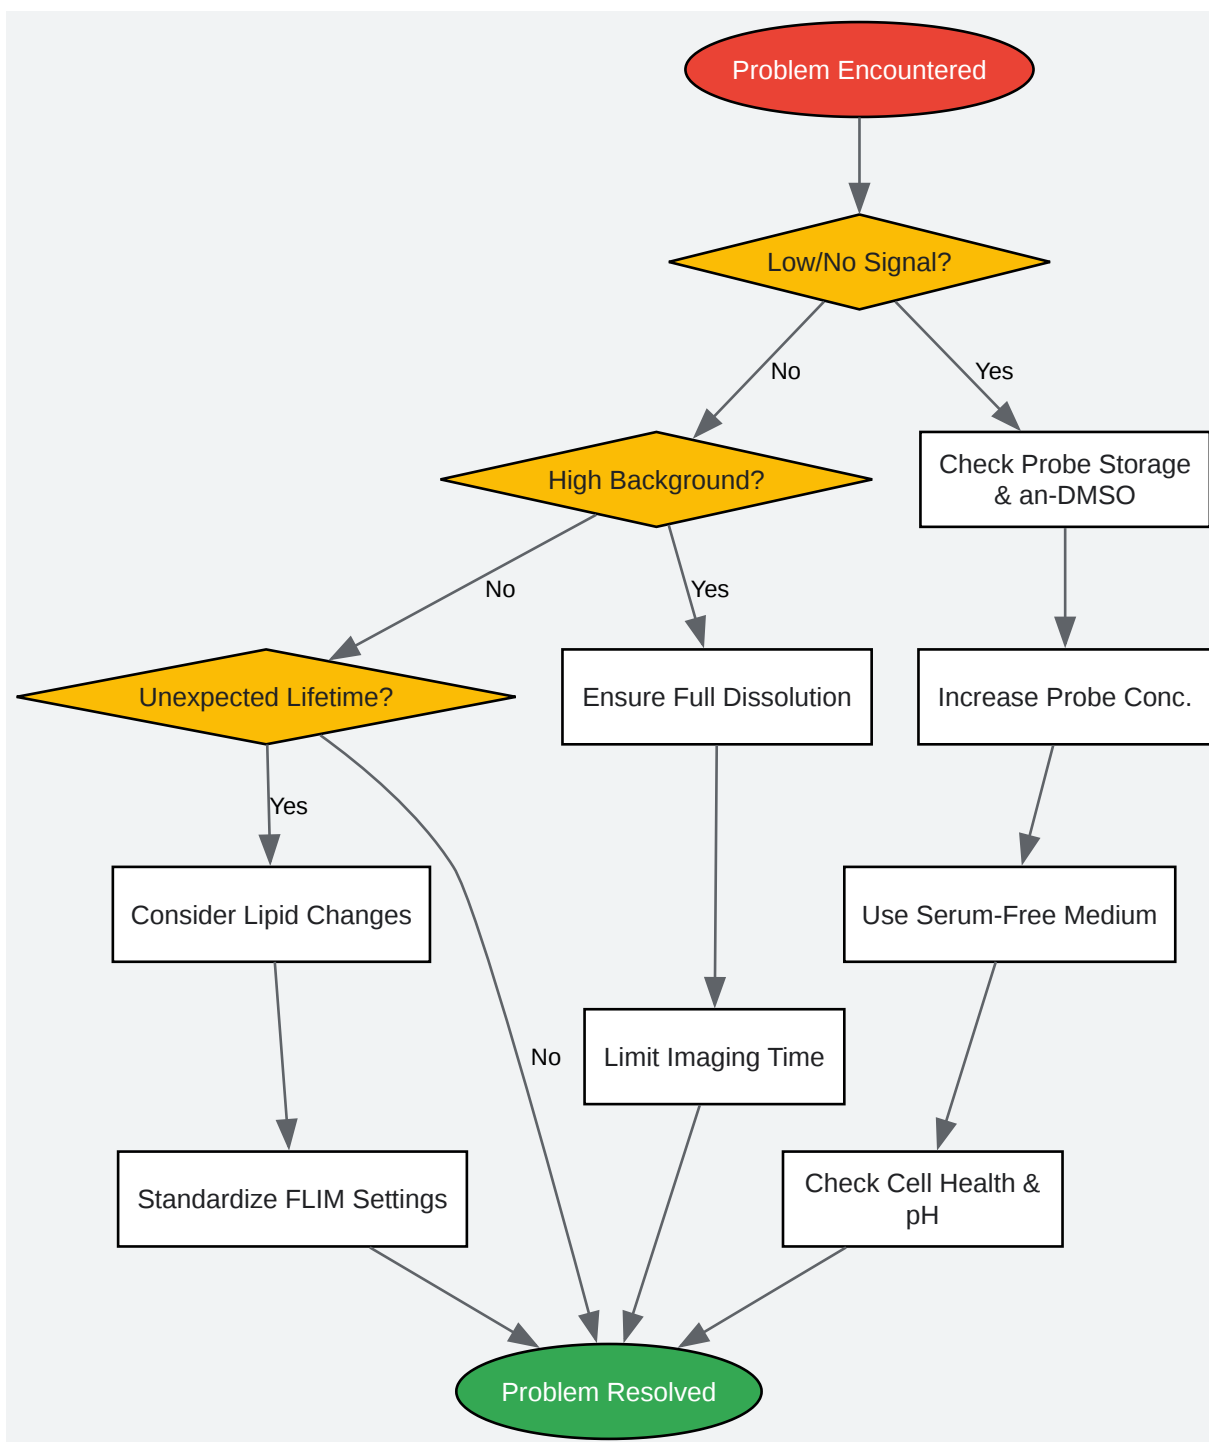 Problem Encountered
Low/No Signal?
No
Yes
High Background?
Check Probe Storage
& an-DMSO
No
Yes
Unexpected Lifetime?
Ensure Full Dissolution
Increase Probe Conc.
Yes
Consider Lipid Changes
Use Serum-Free Medium
No
Limit Imaging Time
Standardize FLIM Settings
Check Cell Health &
pH
Problem Resolved